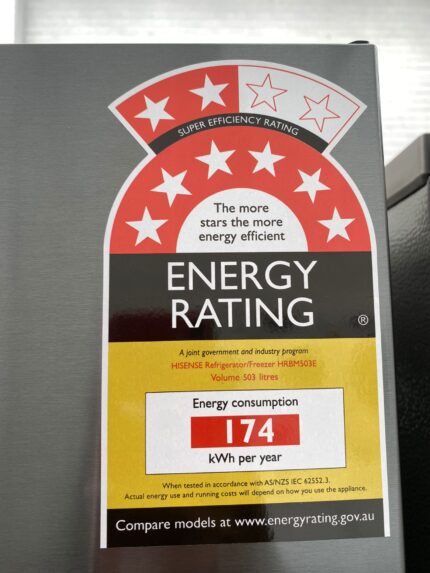 SUPER EFFICIENCY RATING
The more
stars the more
energy efficient
ENERGY
RATING ®
A joint government and industry program
HISENSE Refrigerator/Freezer HRBM503E
Volume 503 litres
Energy consumption
174
kWh per year
When tested in accordance with AS/NZS IEC 62552.3.
Actual energy use and running costs will depend on how you use the appliance.
Compare models at www.energyrating.gov.au